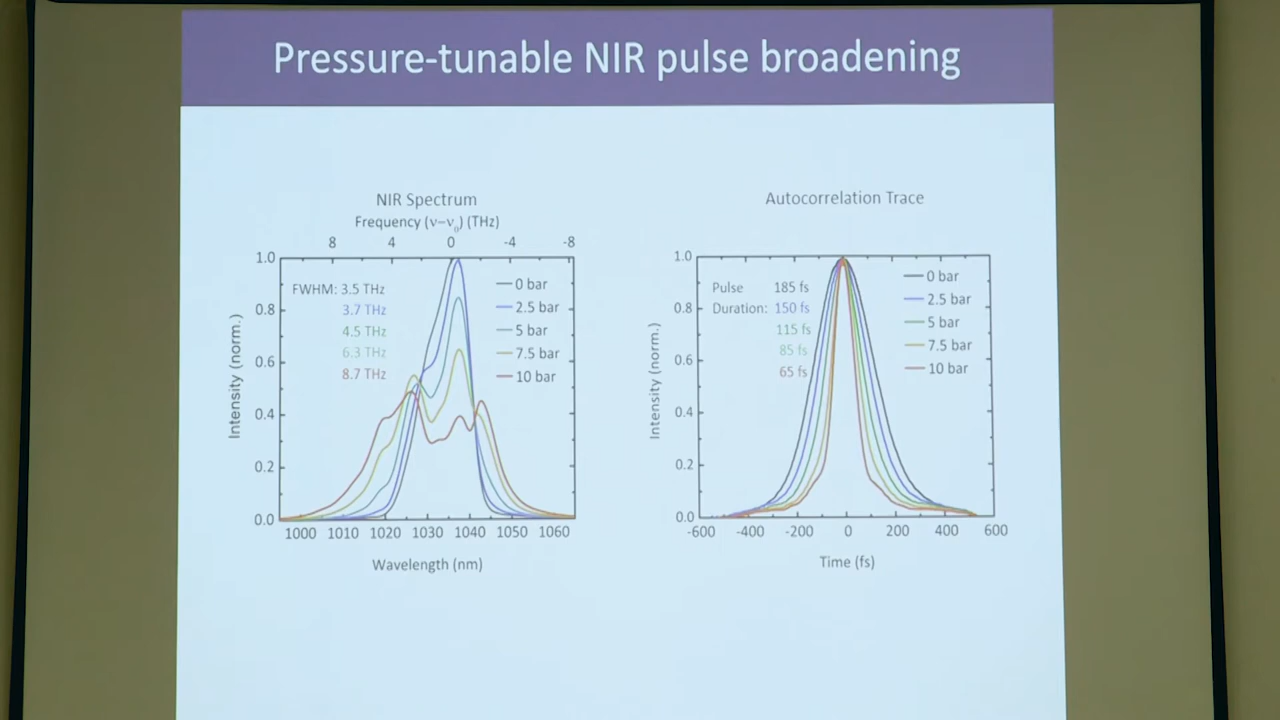 Pressure-tunable NIR pulse broadening
NIR Spectrum
Frequency (ν−ν₀) (THz)
8 4 0 -4 -8
1.0
0.8
0.6
0.4
0.2
0.0
Intensity (norm.)
FWHM: 3.5 THz
3.7 THz
4.5 THz
6.3 THz
8.7 THz
0 bar
2.5 bar
5 bar
7.5 bar
10 bar
1000 1010 1020 1030 1040 1050 1060
Wavelength (nm)
Autocorrelation Trace
1.0
0.8
0.6
0.4
0.2
0.0
Intensity (norm.)
Pulse 185 fs
Duration: 150 fs
115 fs
85 fs
65 fs
0 bar
2.5 bar
5 bar
7.5 bar
10 bar
-600 -400 -200 0 200 400 600
Time (fs)